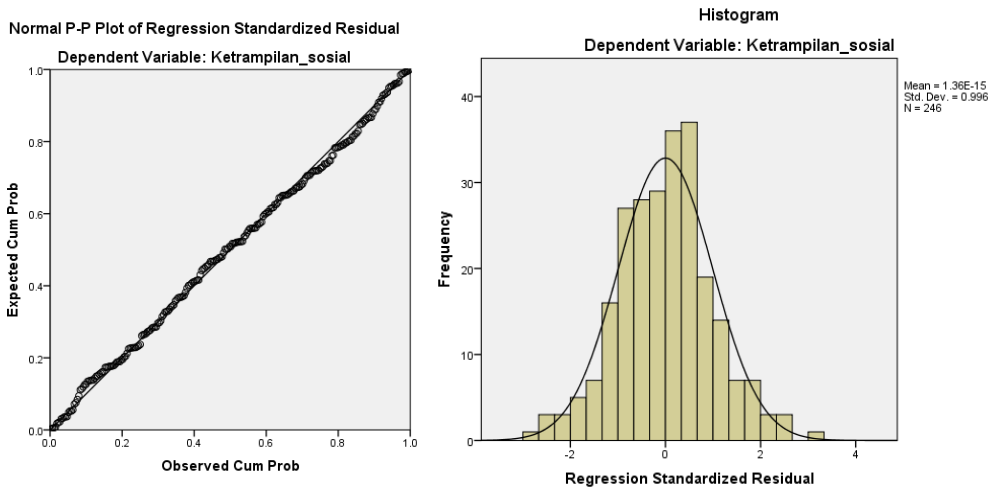 Normal P-P Plot of Regression Standardized Residual
Dependent Variable: Ketrampilan_sosial
Expected Cum Prob
1.0
0.8
0.6
0.4
0.2
0.0
0.0 0.2 0.4 0.6 0.8 1.0
Observed Cum Prob
Histogram
Dependent Variable: Ketrampilan_sosial
Mean = 1.36E-15
Std. Dev. = 0.996
N = 246
Frequency
40
30
20
10
0
-2 0 2 4
Regression Standardized Residual